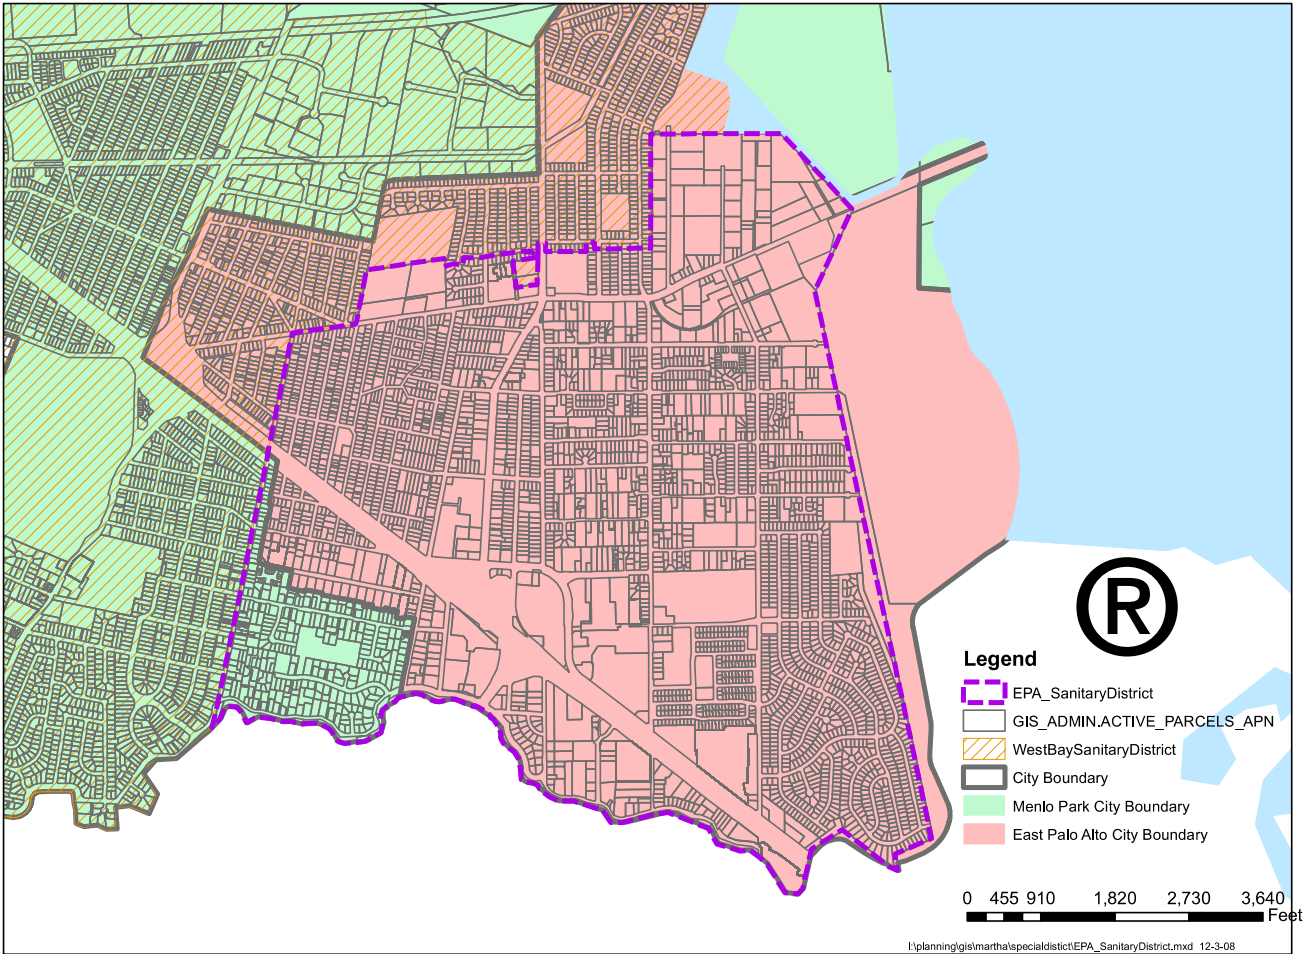 ®
Legend
EPA_SanitaryDistrict
GIS_ADMIN.ACTIVE_PARCELS_APN
WestBaySanitaryDistrict
City Boundary
Menlo Park City Boundary
East Palo Alto City Boundary
0 455 910 1,820 2,730 3,640
Feet
I:\planning\gis\martha\specialdistict\EPA_SanitaryDistrict.mxd 12-3-08